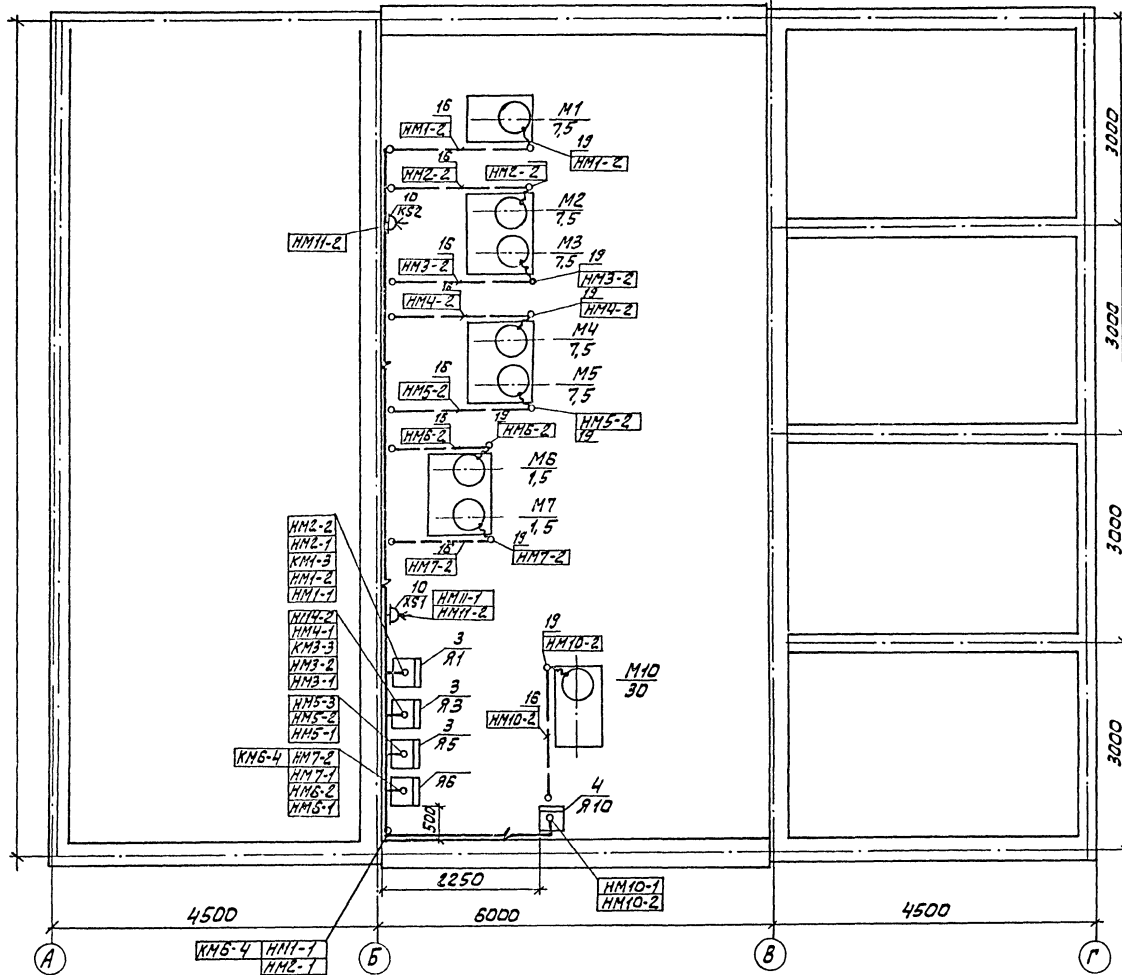 16
НМ1-2
М1
7,5
19
НМ1-2
16
НМ2-2
НМ2-2
10
XS2
НМ11-2
М2
7,5
М3
7,5
16
НМ3-2
19
НМ3-2
16
НМ4-2
19
НМ4-2
М4
7,5
М5
7,5
16
НМ5-2
НМ5-2
19
16
НМ6-2
19
НМ6-2
М6
1,5
М7
1,5
16
НМ7-2
19
НМ7-2
НМ2-2
НМ2-1
КМ1-3
НМ1-2
НМ1-1
10
XS1
НМ11-1
НМ11-2
НМ4-2
НМ4-1
КМ3-3
НМ3-2
НМ3-1
3
Я1
3
Я3
19
НМ10-2
М10
30
16
НМ10-2
НМ5-3
НМ5-2
НМ5-1
3
Я5
КМ6-4 НМ7-2
НМ7-1
НМ6-2
НМ6-1
Я6
500
4
Я10
2250
НМ10-1
НМ10-2
3000
3000
3000
3000
4500
6000
4500
КМ6-4 НМ1-1
НМ2-1
А
Б
В
Г